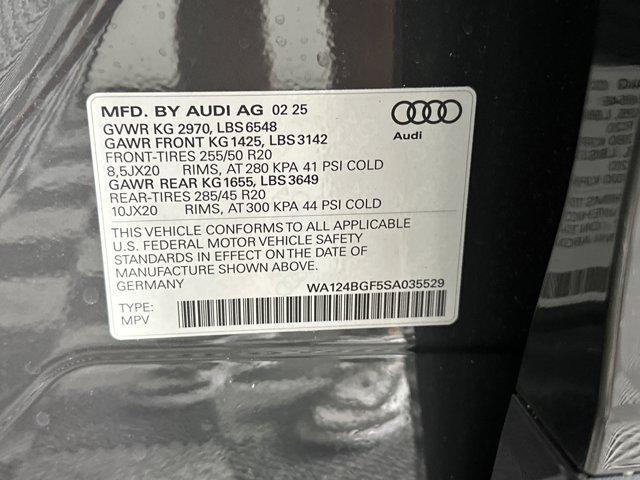 MFD. BY AUDI AG 02 25
GVWR KG 2970, LBS 6548
GAWR FRONT KG 1425, LBS 3142
FRONT-TIRES 255/50 R20
8,5JX20 RIMS, AT 280 KPA 41 PSI COLD
GAWR REAR KG 1655, LBS 3649
REAR-TIRES 285/45 R20
10JX20 RIMS, AT 300 KPA 44 PSI COLD
Audi
THIS VEHICLE CONFORMS TO ALL APPLICABLE
U.S. FEDERAL MOTOR VEHICLE SAFETY
STANDARDS IN EFFECT ON THE DATE OF
MANUFACTURE SHOWN ABOVE.
GERMANY WA124BGF5SA035529
TYPE:
MPV